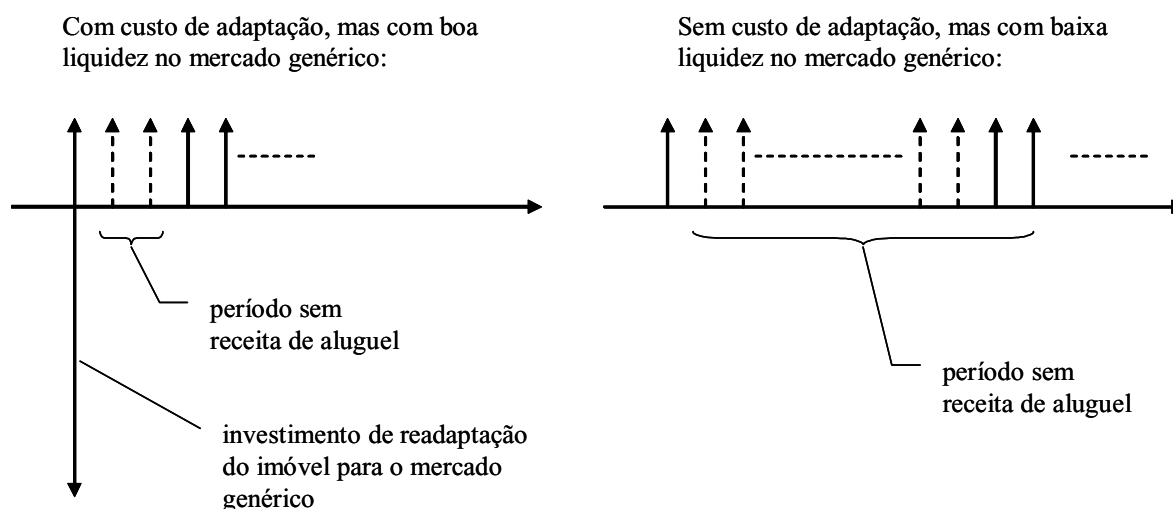 Com custo de adaptação, mas com boa
liquidez no mercado genérico:
período sem
receita de aluguel
investimento de readaptação
do imóvel para o mercado
genérico
Sem custo de adaptação, mas com baixa
liquidez no mercado genérico:
período sem
receita de aluguel